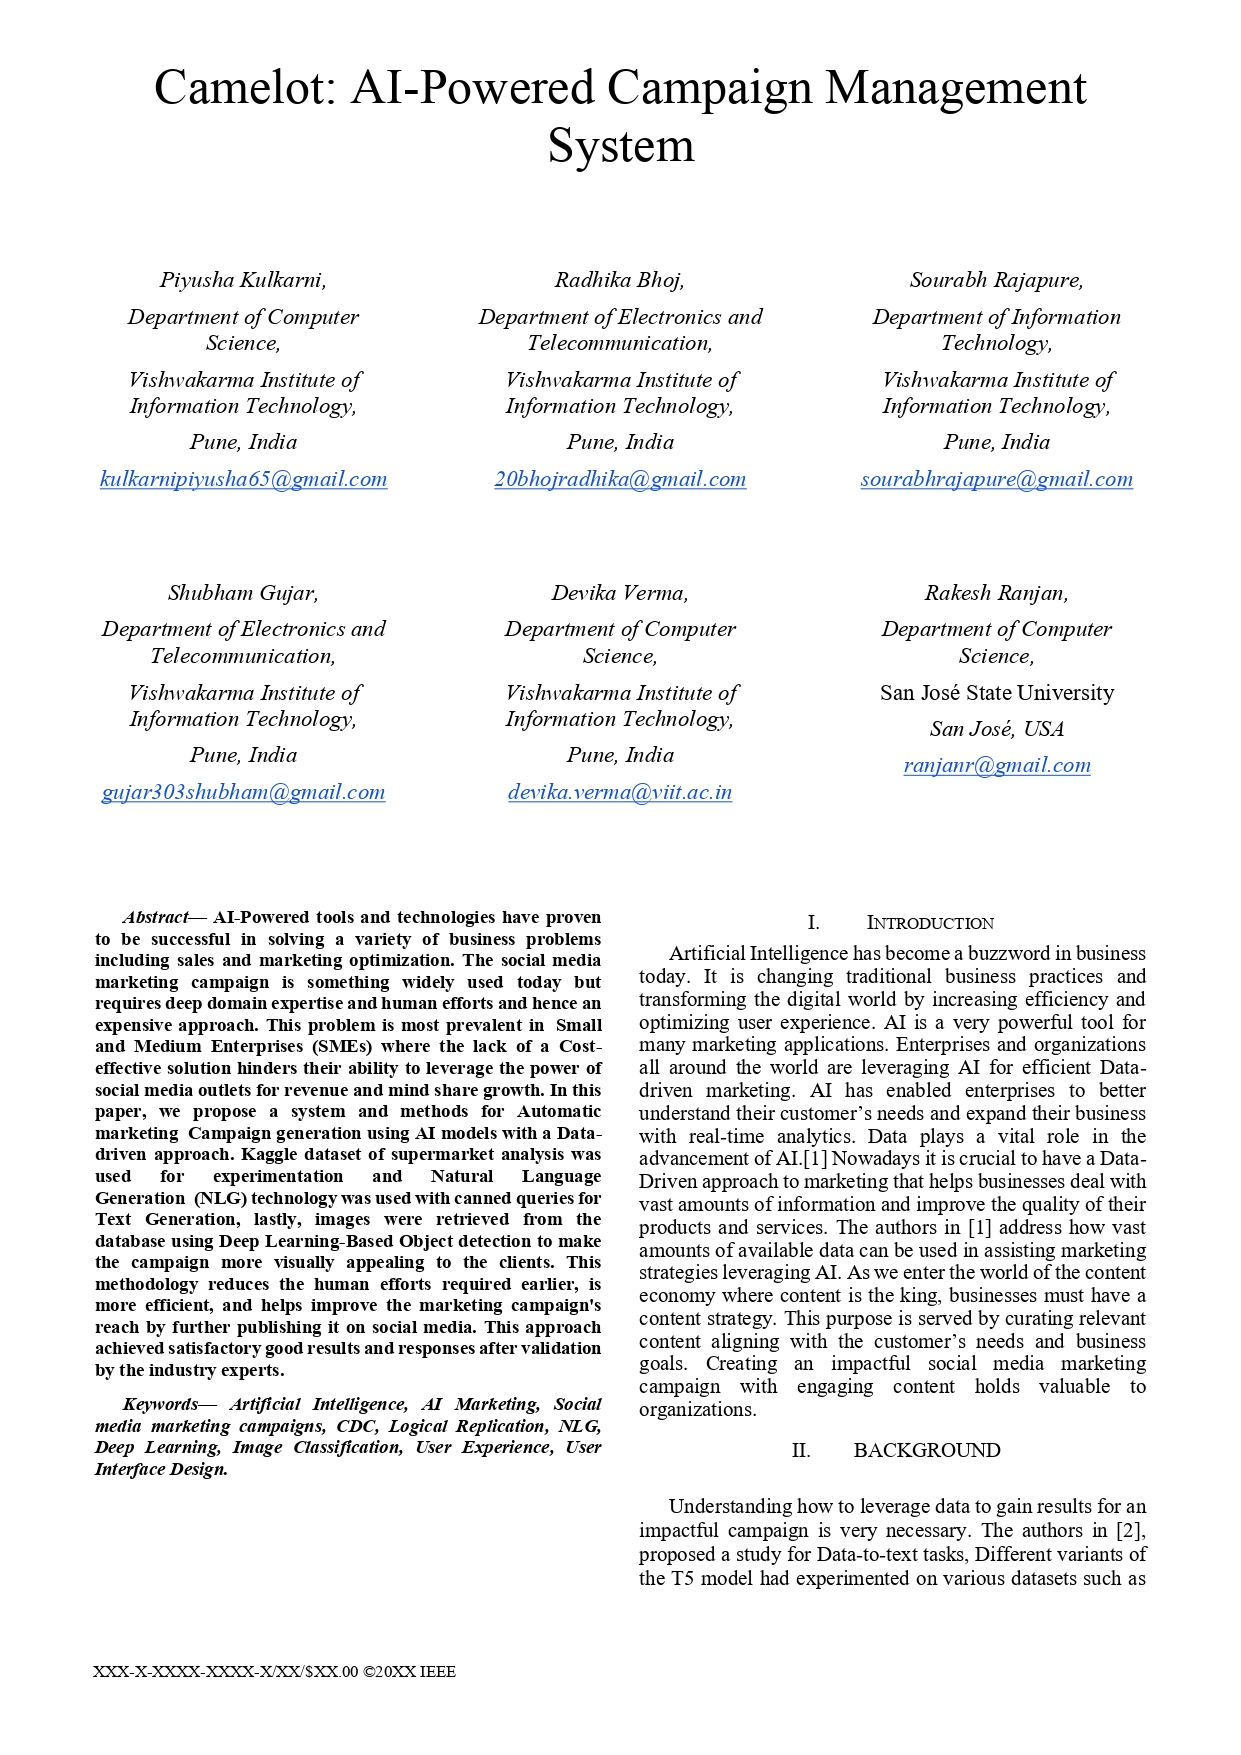 Camelot: AI-Powered Campaign Management
System
Piyusha Kulkarni,
Department of Computer
Science,
Vishwakarma Institute of
Information Technology,
Pune, India
kulkarnipiyusha65@gmail.com
Radhika Bhoj,
Department of Electronics and
Telecommunication,
Vishwakarma Institute of
Information Technology,
Pune, India
20bhojradhika@gmail.com
Sourabh Rajapure,
Department of Information
Technology,
Vishwakarma Institute of
Information Technology,
Pune, India
sourabhrajapure@gmail.com
Shubham Gujar,
Department of Electronics and
Telecommunication,
Vishwakarma Institute of
Information Technology,
Pune, India
gujar303shubham@gmail.com
Devika Verma,
Department of Computer
Science,
Vishwakarma Institute of
Information Technology,
Pune, India
devika.verma@viit.ac.in
Rakesh Ranjan,
Department of Computer
Science,
San José State University
San José, USA
ranjanr@gmail.com
Abstract— AI-Powered tools and technologies have proven
to be successful in solving a variety of business problems
including sales and marketing optimization. The social media
marketing campaign is something widely used today but
requires deep domain expertise and human efforts and hence an
expensive approach. This problem is most prevalent in Small
and Medium Enterprises (SMEs) where the lack of a Cost-
effective solution hinders their ability to leverage the power of
social media outlets for revenue and mind share growth. In this
paper, we propose a system and methods for Automatic
marketing Campaign generation using AI models with a Data-
driven approach. Kaggle dataset of supermarket analysis was
used for experimentation and Natural Language
Generation (NLG) technology was used with canned queries for
Text Generation, lastly, images were retrieved from the
database using Deep Learning-Based Object detection to make
the campaign more visually appealing to the clients. This
methodology reduces the human efforts required earlier, is
more efficient, and helps improve the marketing campaign's
reach by further publishing it on social media. This approach
achieved satisfactory good results and responses after validation
by the industry experts.
Keywords— Artificial Intelligence, AI Marketing, Social
media marketing campaigns, CDC, Logical Replication, NLG,
Deep Learning, Image Classification, User Experience, User
Interface Design.
I. INTRODUCTION
Artificial Intelligence has become a buzzword in business
today. It is changing traditional business practices and
transforming the digital world by increasing efficiency and
optimizing user experience. AI is a very powerful tool for
many marketing applications. Enterprises and organizations
all around the world are leveraging AI for efficient Data-
driven marketing. AI has enabled enterprises to better
understand their customer’s needs and expand their business
with real-time analytics. Data plays a vital role in the
advancement of AI.[1] Nowadays it is crucial to have a Data-
Driven approach to marketing that helps businesses deal with
vast amounts of information and improve the quality of their
products and services. The authors in [1] address how vast
amounts of available data can be used in assisting marketing
strategies leveraging AI. As we enter the world of the content
economy where content is the king, businesses must have a
content strategy. This purpose is served by curating relevant
content aligning with the customer’s needs and business
goals. Creating an impactful social media marketing
campaign with engaging content holds valuable to
organizations.
II. BACKGROUND
Understanding how to leverage data to gain results for an
impactful campaign is very necessary. The authors in [2],
proposed a study for Data-to-text tasks, Different variants of
the T5 model had experimented on various datasets such as
XXX-X-XXXX-XXXX-X/XX/$XX.00 ©20XX IEEE